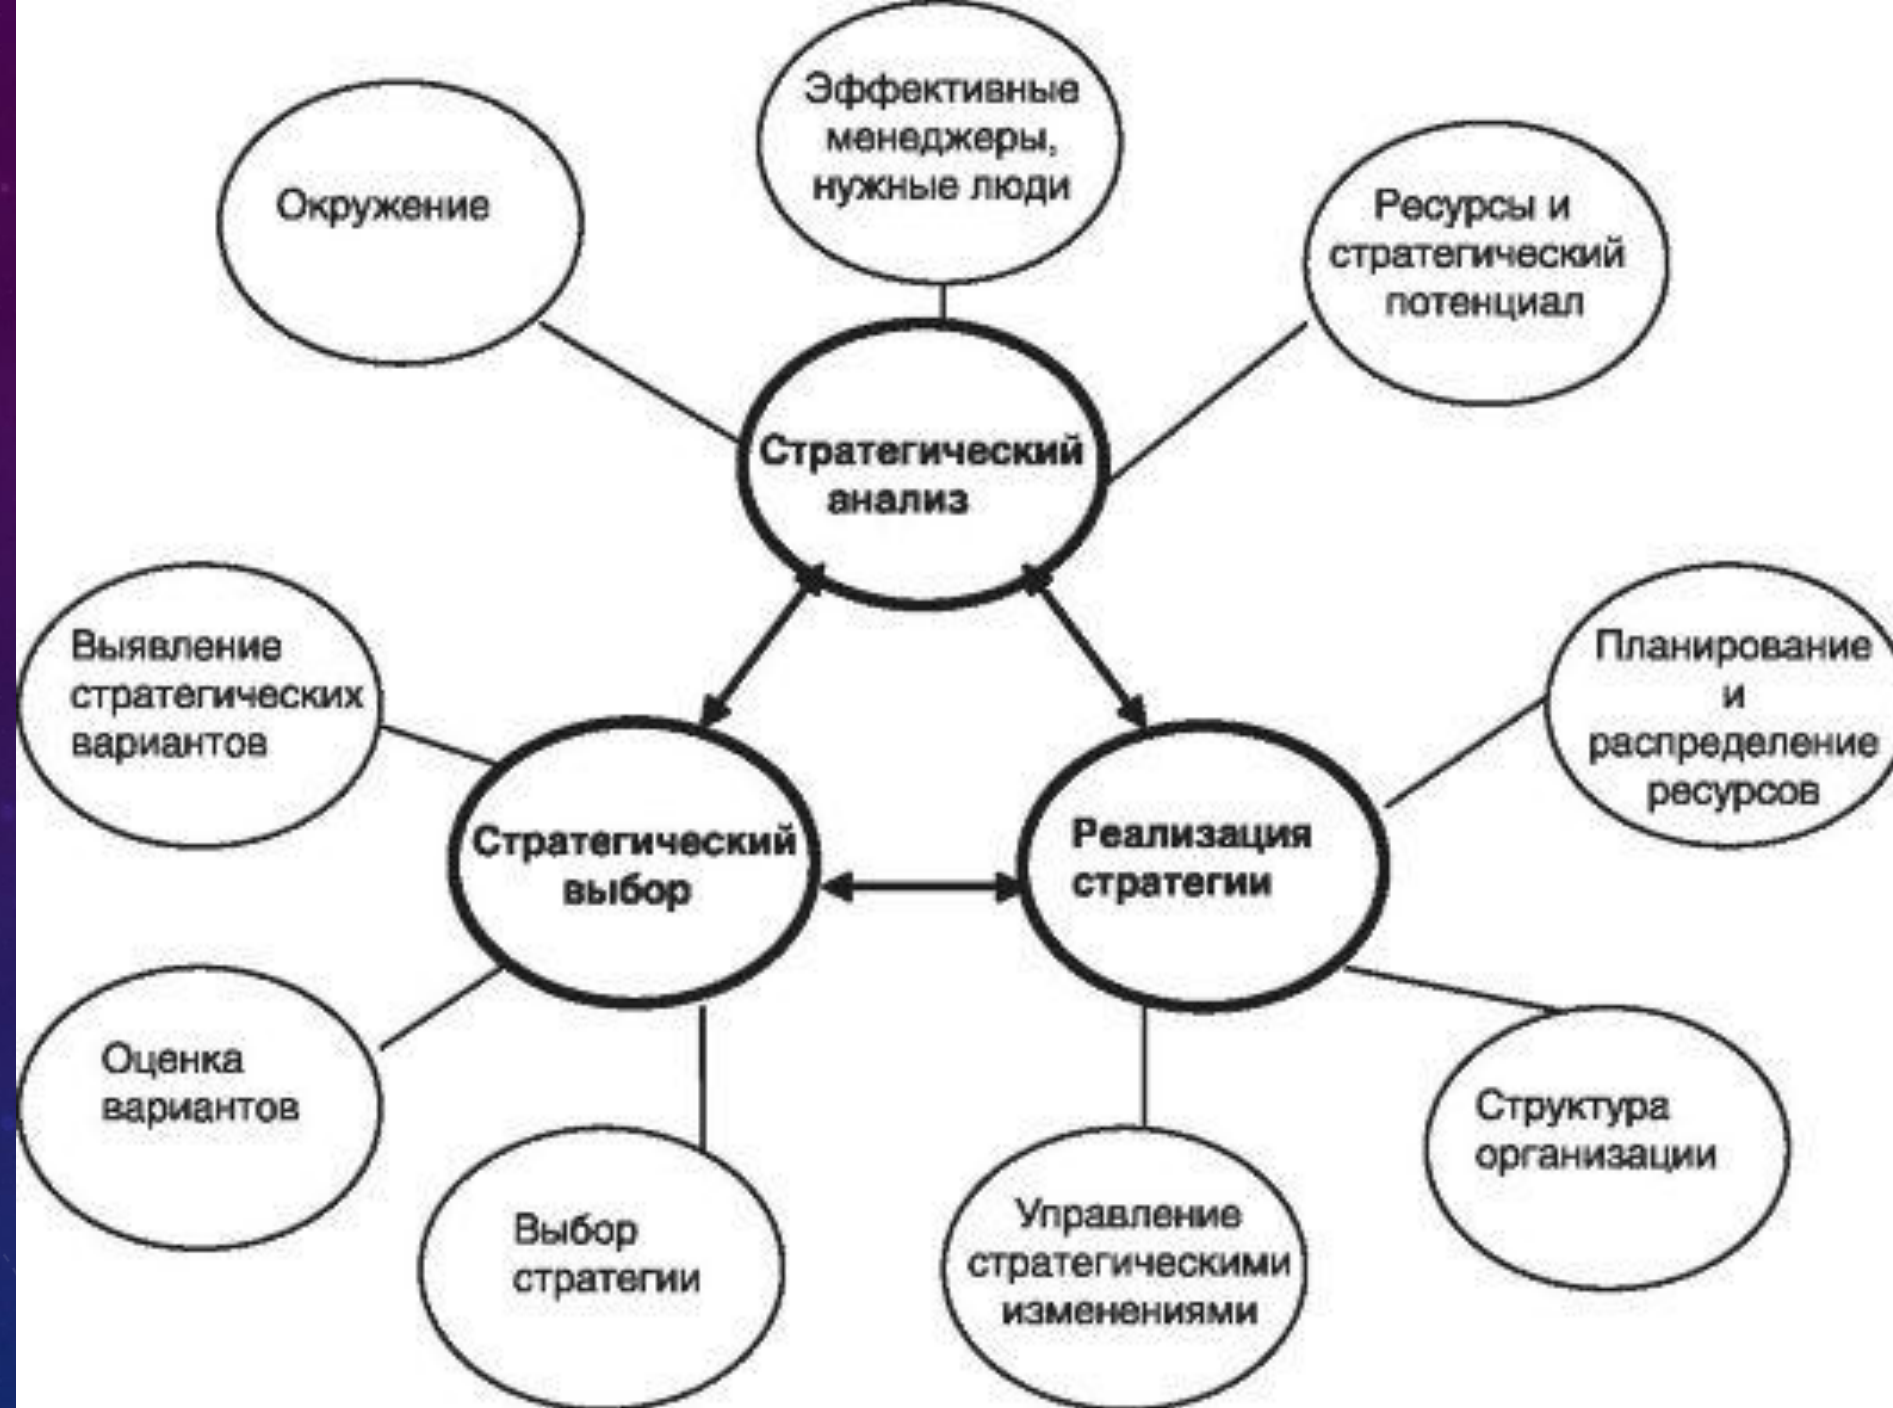 Эффективные
менеджеры,
нужные люди
Окружение
Ресурсы и
стратегический
потенциал
Стратегический
анализ
Выявление
стратегических
вариантов
Планирование
и
распределение
ресурсов
Стратегический
выбор
Реализация
стратегии
Оценка
вариантов
Структура
организации
Выбор
стратегии
Управление
стратегическими
изменениями